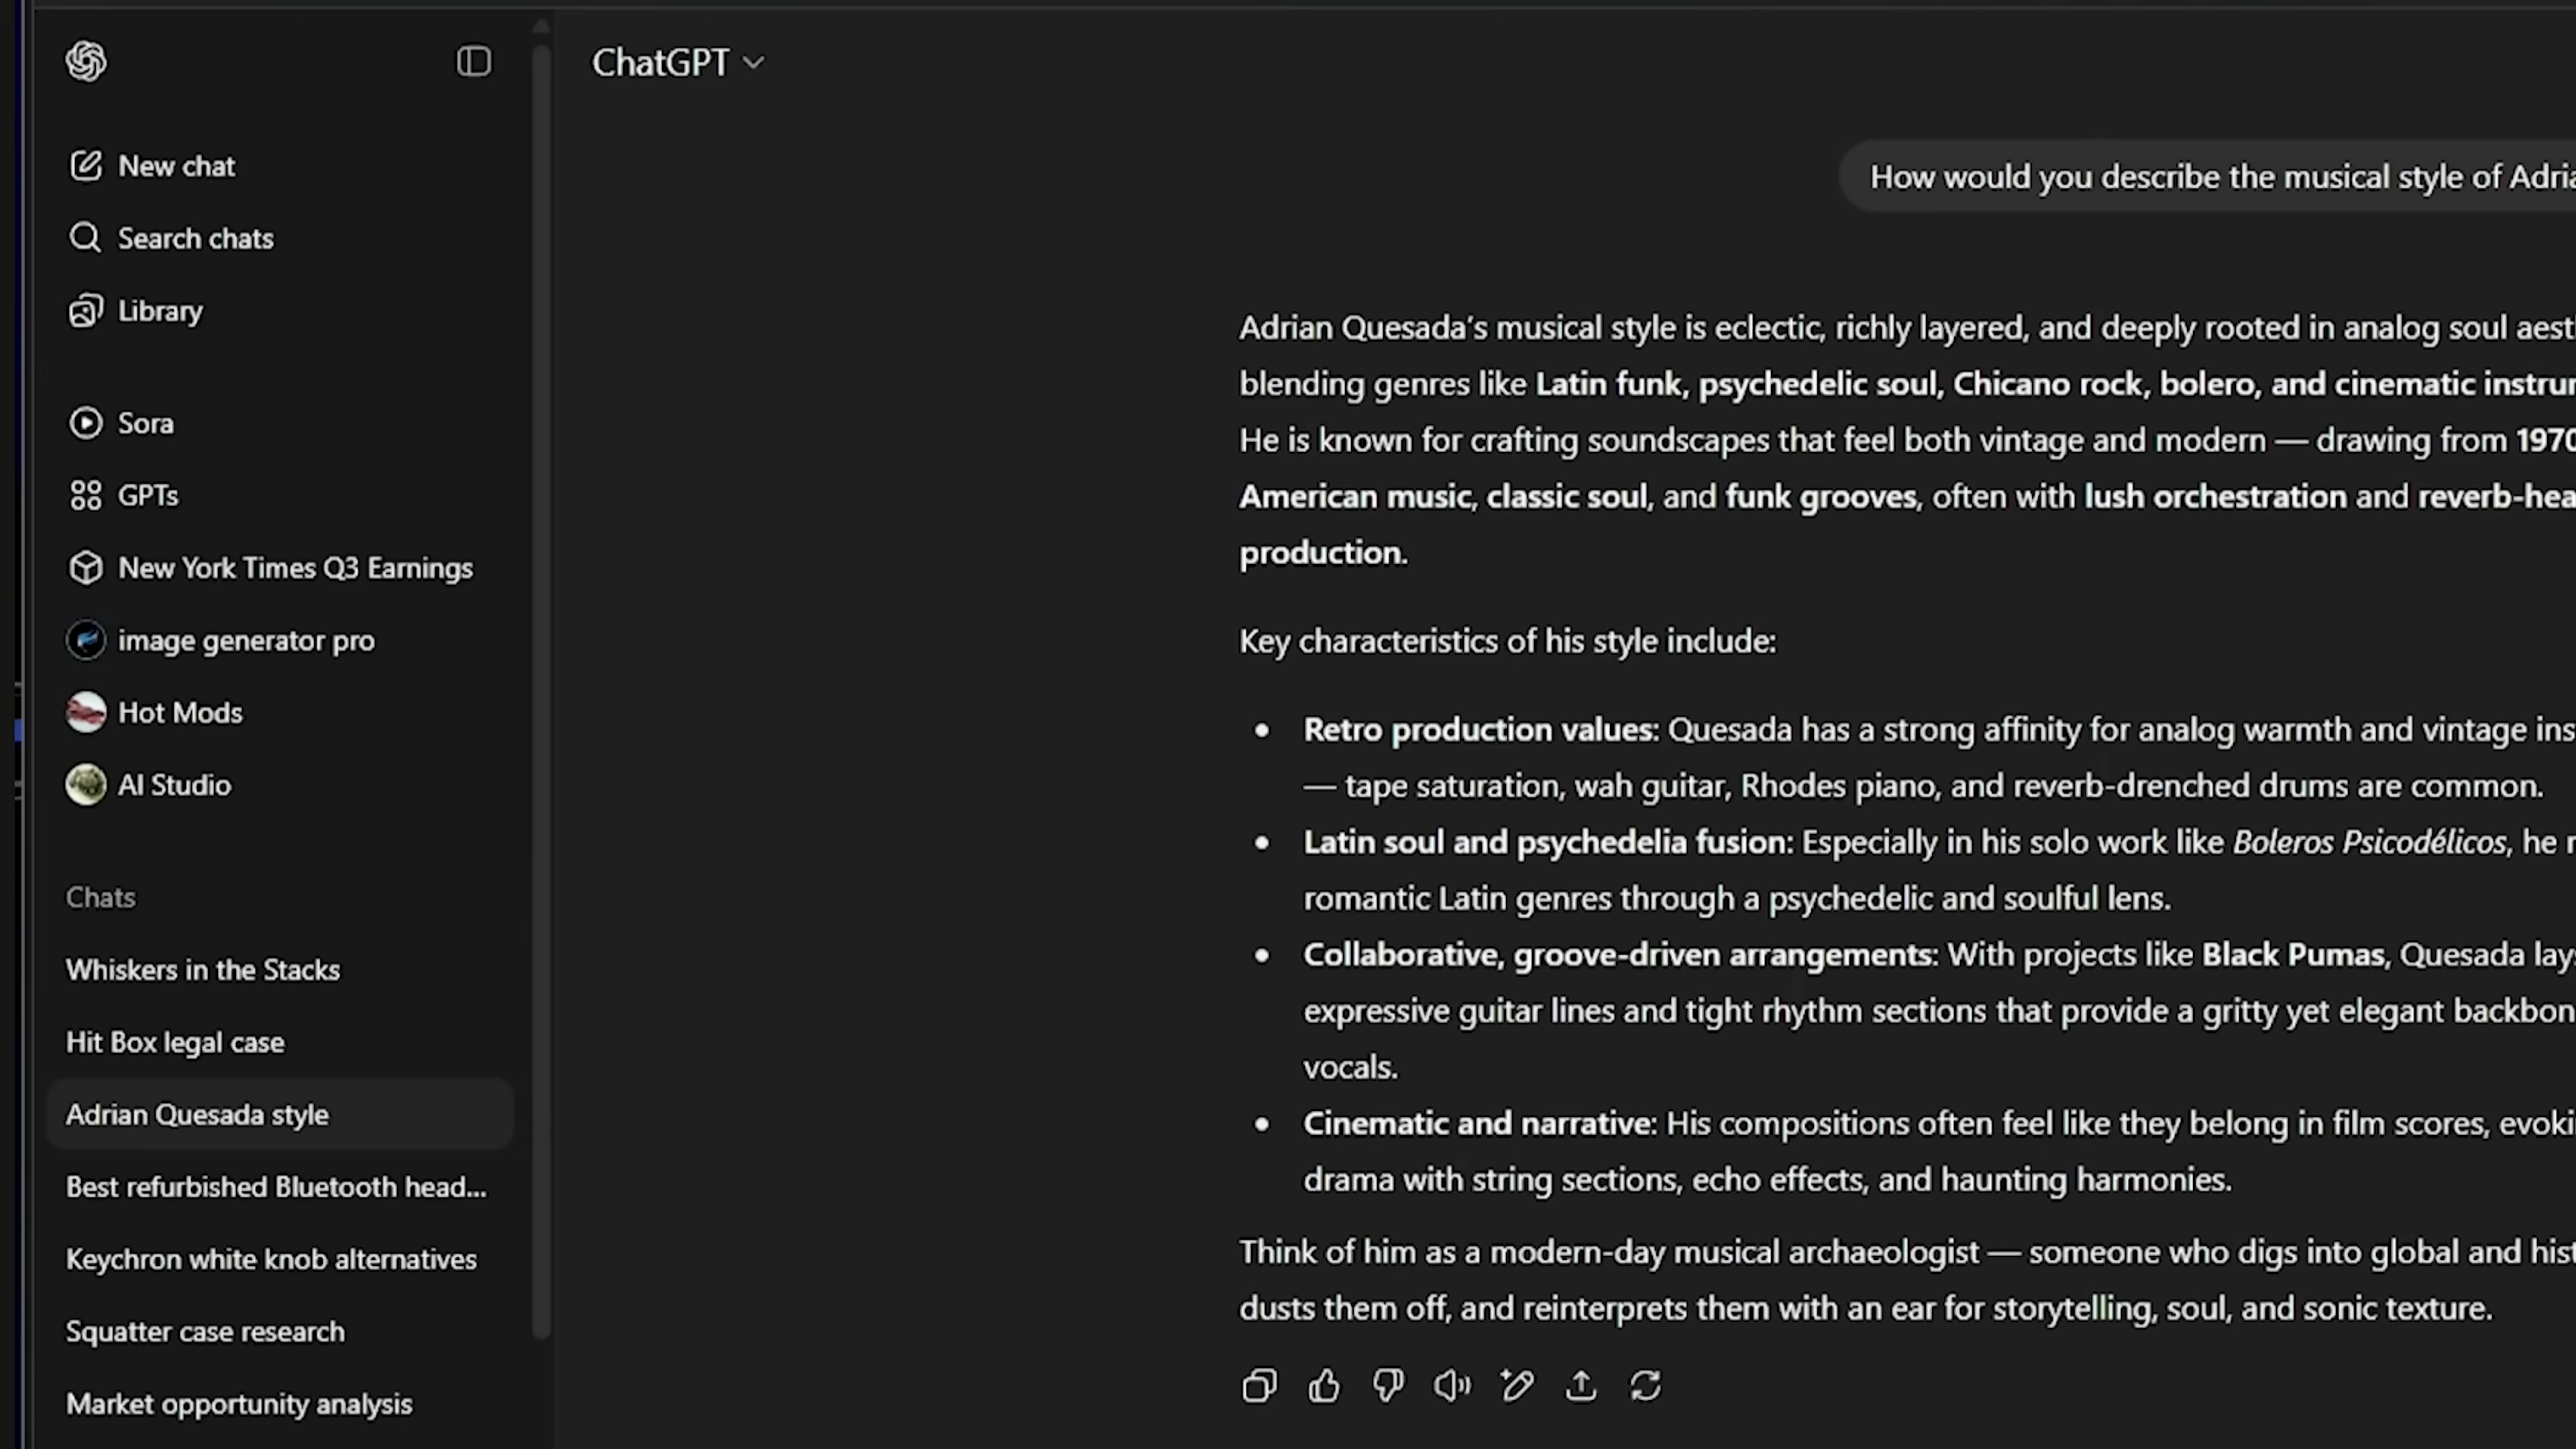 ChatGPT
New chat
Search chats
Library
Sora
GPTs
New York Times Q3 Earnings
image generator pro
Hot Mods
AI Studio
Chats
Whiskers in the Stacks
Hit Box legal case
Adrian Quesada style
Best refurbished Bluetooth head...
Keychron white knob alternatives
Squatter case research
Market opportunity analysis
How would you describe the musical style of Adria
Adrian Quesada’s musical style is eclectic, richly layered, and deeply rooted in analog soul aest
blending genres like Latin funk, psychedelic soul, Chicano rock, bolero, and cinematic instrum
He is known for crafting soundscapes that feel both vintage and modern — drawing from 1970
American music, classic soul, and funk grooves, often with lush orchestration and reverb-hea
production.
Key characteristics of his style include:
• Retro production values: Quesada has a strong affinity for analog warmth and vintage ins
— tape saturation, wah guitar, Rhodes piano, and reverb-drenched drums are common.
• Latin soul and psychedelia fusion: Especially in his solo work like Boleros Psicodélicos, he r
romantic Latin genres through a psychedelic and soulful lens.
• Collaborative, groove-driven arrangements: With projects like Black Pumas, Quesada lay
expressive guitar lines and tight rhythm sections that provide a gritty yet elegant backbon
vocals.
• Cinematic and narrative: His compositions often feel like they belong in film scores, evoki
drama with string sections, echo effects, and haunting harmonies.
Think of him as a modern-day musical archaeologist — someone who digs into global and hist
dusts them off, and reinterprets them with an ear for storytelling, soul, and sonic texture.